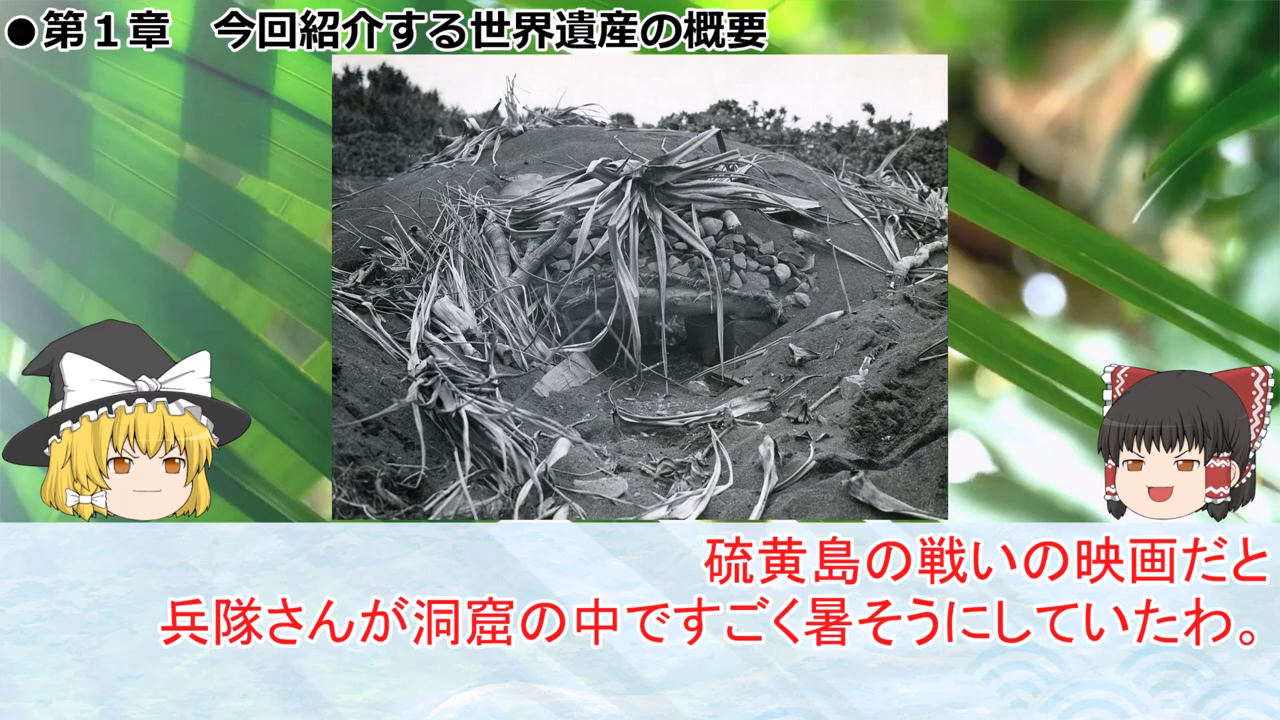 ●第１章　今回紹介する世界遺産の概要
硫黄島の戦いの映画だと
兵隊さんが洞窟の中ですごく暑そうにしていたわ。